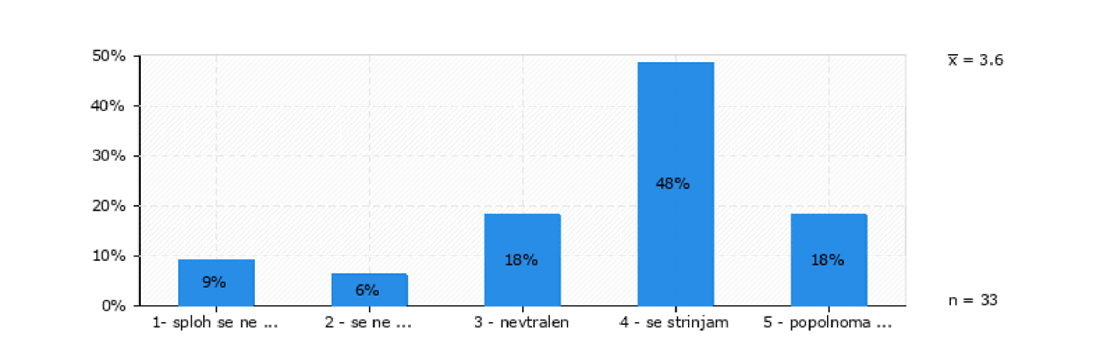 50%
x̅ = 3.6
40%
30%
20%
10%
0%
48%
18%
18%
9%
6%
n = 33
1- sploh se ne ...
2 - se ne ...
3 - nevtralen
4 - se strinjam
5 - popolnoma ...